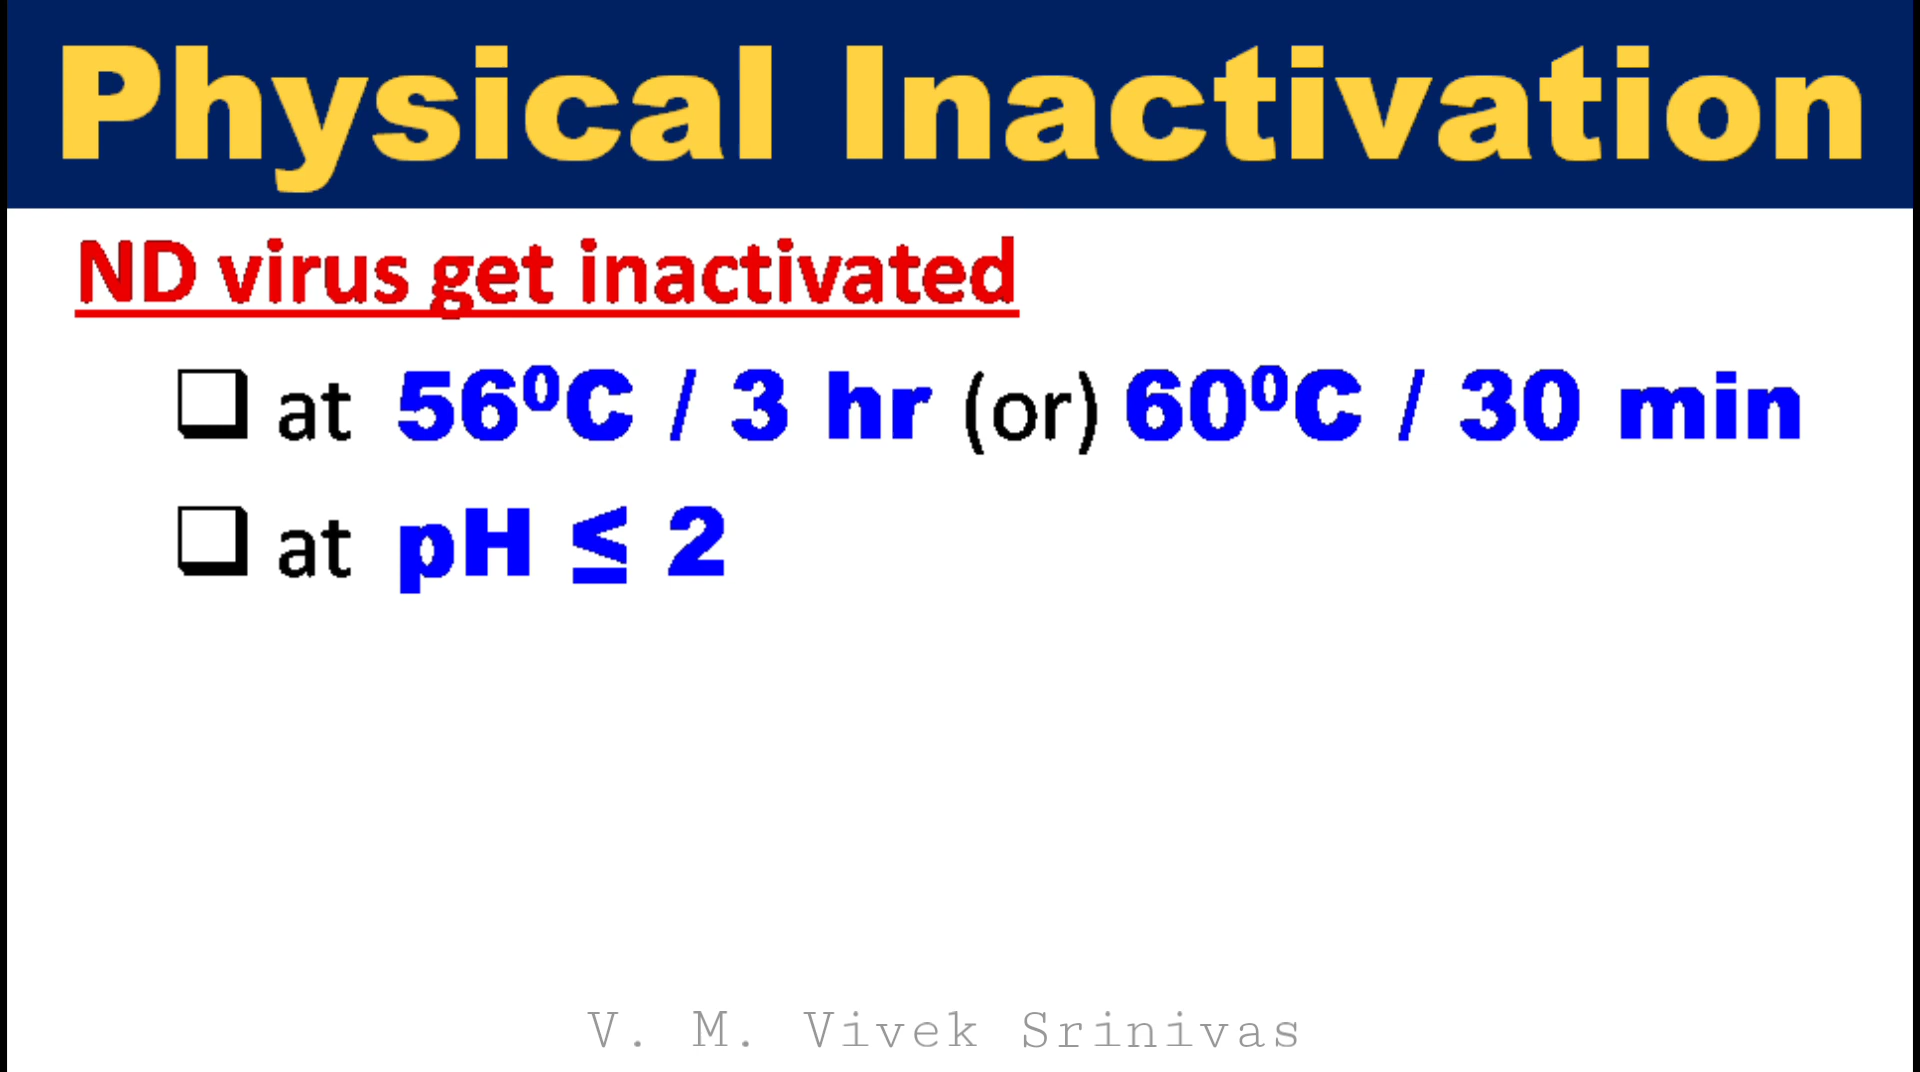 Physical Inactivation
ND virus get inactivated
❑ at 56⁰C / 3 hr (or) 60⁰C / 30 min
❑ at pH ≤ 2
V. M. Vivek Srinivas